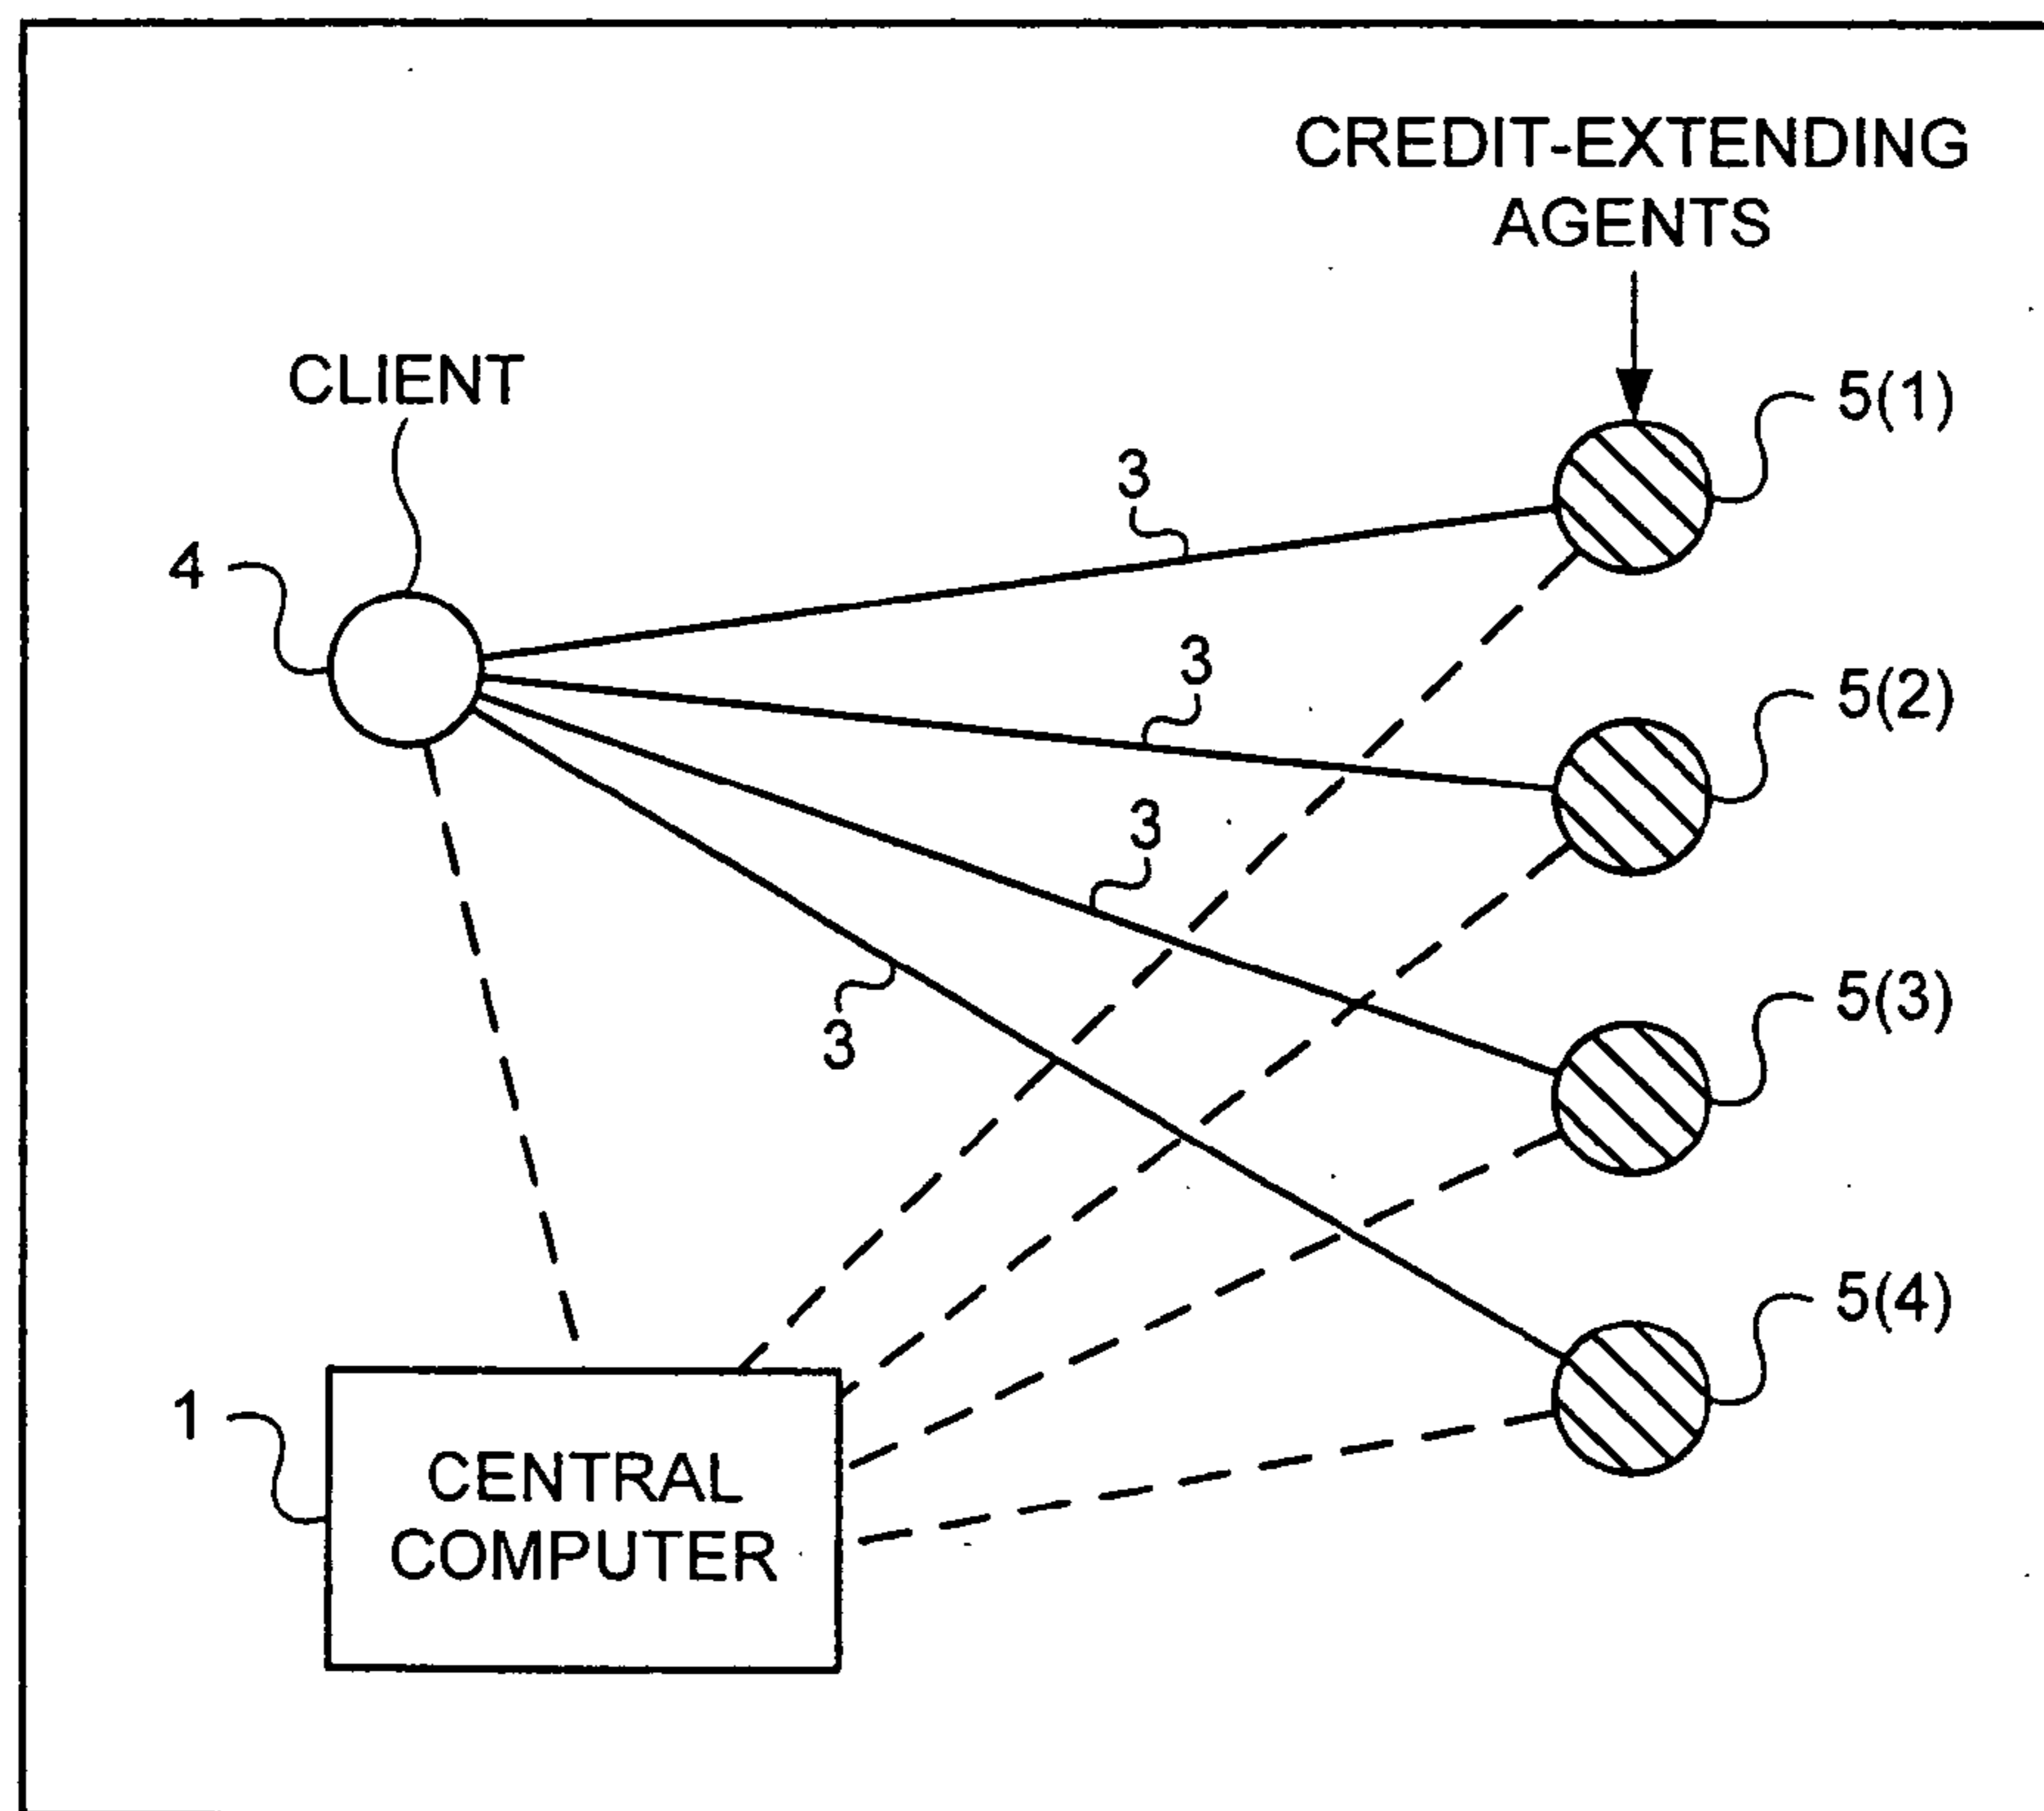 CREDIT-EXTENDING
AGENTS
CLIENT
5(1)
3
4
3
5(2)
3
5(3)
3
5(4)
1
CENTRAL
COMPUTER